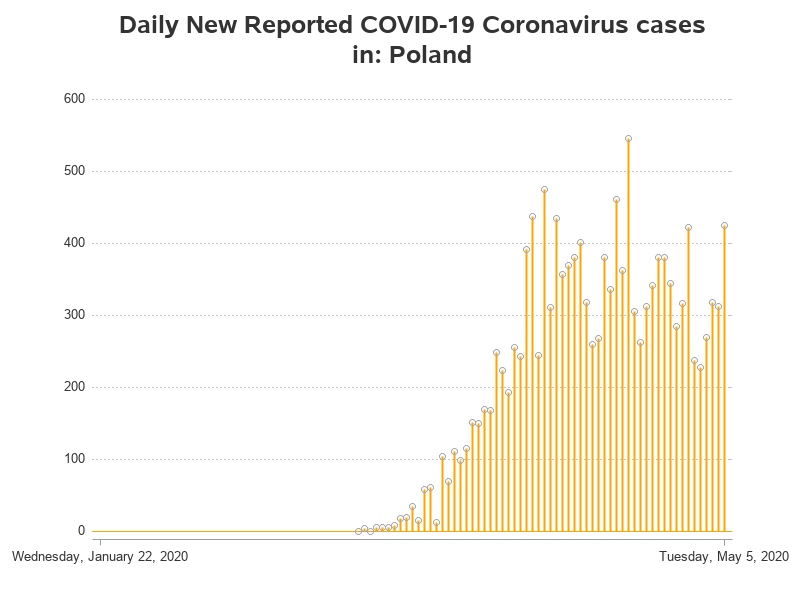 Daily New Reported COVID-19 Coronavirus cases
in: Poland
600
500
400
300
200
100
0
Wednesday, January 22, 2020
Tuesday, May 5, 2020